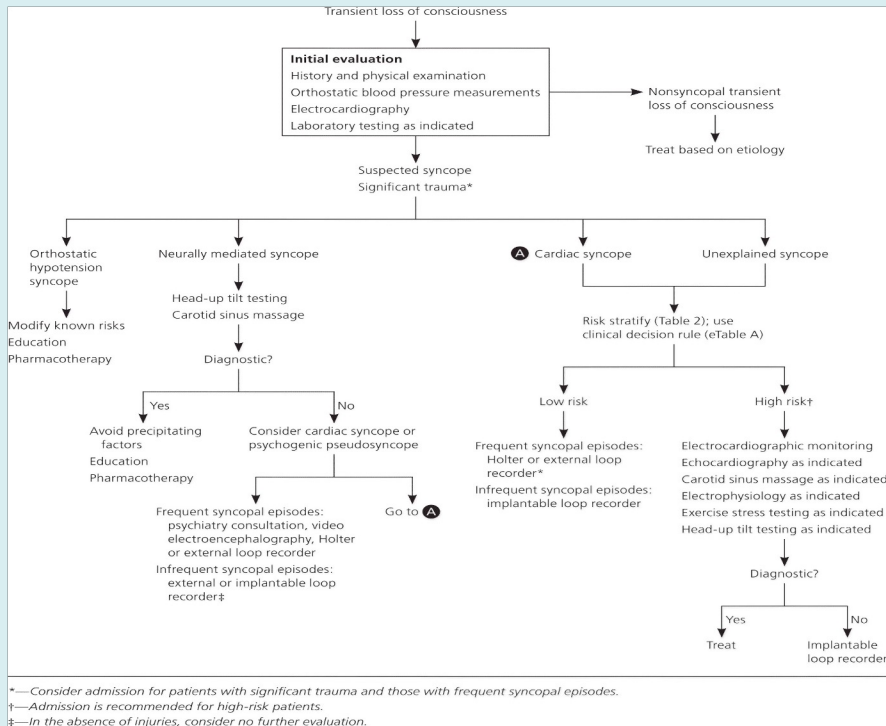 Transient loss of consciousness
Initial evaluation
History and physical examination
Orthostatic blood pressure measurements
Electrocardiography
Laboratory testing as indicated
Nonsyncopal transient
loss of consciousness
Treat based on etiology
Suspected syncope
Significant trauma*
Orthostatic
hypotension
syncope
Modify known risks
Education
Pharmacotherapy
Neurally mediated syncope
Head-up tilt testing
Carotid sinus massage
Diagnostic?
Yes
No
Avoid precipitating
factors
Education
Pharmacotherapy
Consider cardiac syncope or
psychogenic pseudosyncope
Frequent syncopal episodes:
psychiatry consultation, video
electroencephalography, Holter
or external loop recorder
Infrequent syncopal episodes:
external or implantable loop
recorder‡
Go to A
A Cardiac syncope
Unexplained syncope
Risk stratify (Table 2); use
clinical decision rule (eTable A)
Low risk
High risk†
Frequent syncopal episodes:
Holter or external loop
recorder*
Infrequent syncopal episodes:
implantable loop recorder
Electrocardiographic monitoring
Echocardiography as indicated
Carotid sinus massage as indicated
Electrophysiology as indicated
Exercise stress testing as indicated
Head-up tilt testing as indicated
Diagnostic?
Yes
No
Treat
Implantable
loop recorder
*—Consider admission for patients with significant trauma and those with frequent syncopal episodes.
†—Admission is recommended for high-risk patients.
‡—In the absence of injuries, consider no further evaluation.